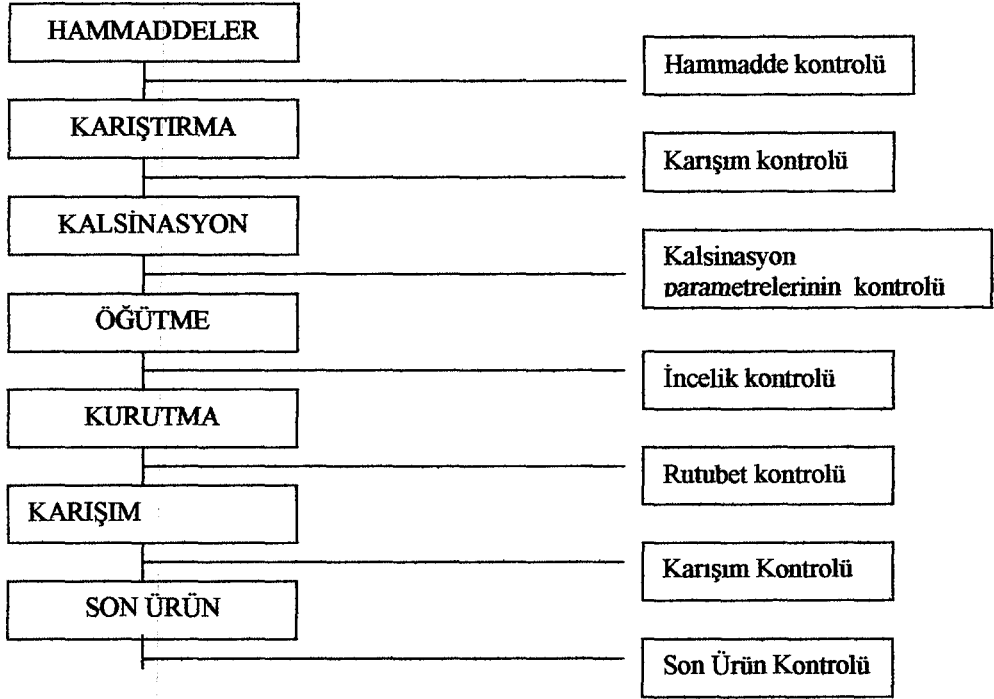 HAMMADDELER
Hammadde kontrolü
KARIŞTIRMA
Karışım kontrolü
KALSİNASYON
Kalsinasyon
parametrelerinin kontrolü
ÖĞÜTME
İncelik kontrolü
KURUTMA
Rutubet kontrolü
KARIŞIM
Karışım Kontrolü
SON ÜRÜN
Son Ürün Kontrolü